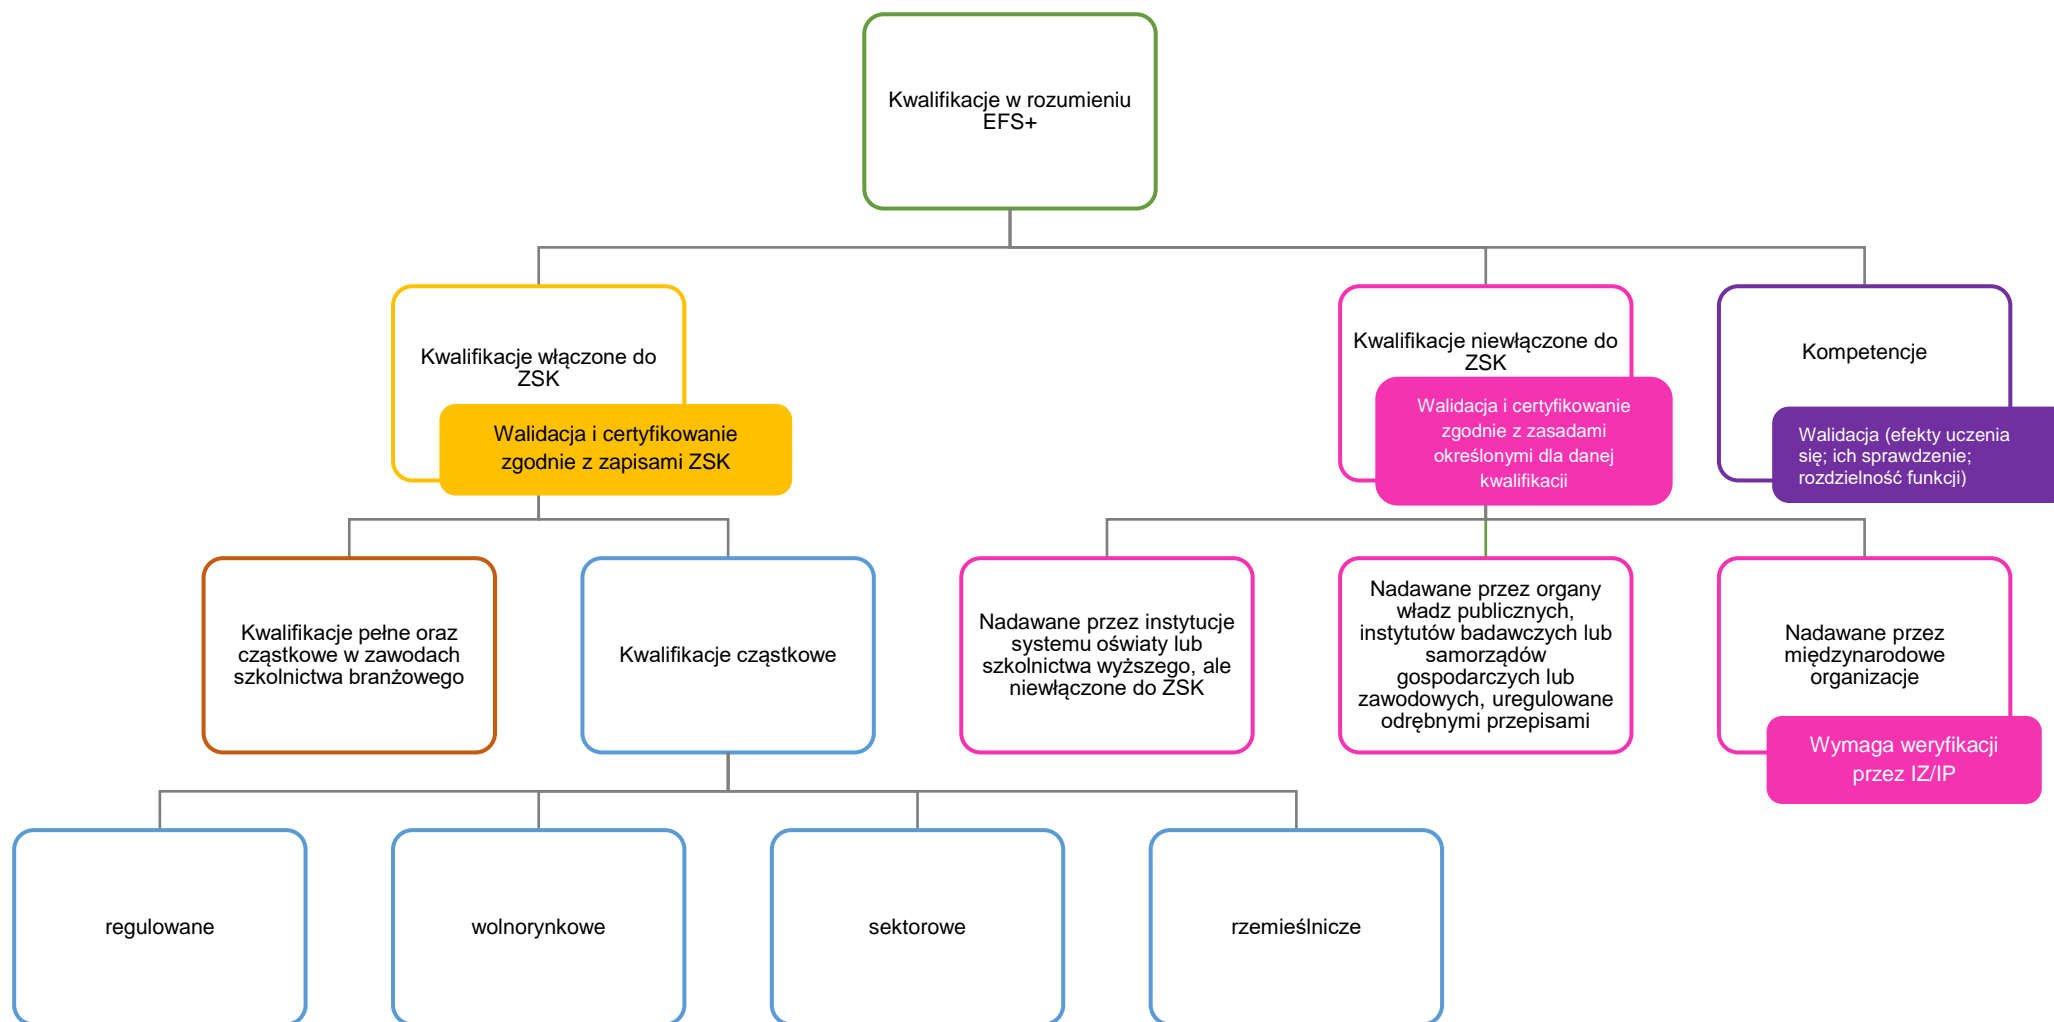 Kwalifikacje w rozumieniu
EFS+
Kwalifikacje włączone do
ZSK
Walidacja i certyfikowanie
zgodnie z zapisami ZSK
Kwalifikacje niewłączone do
ZSK
Walidacja i certyfikowanie
zgodnie z zasadami
określonymi dla danej
kwalifikacji
Kompetencje
Walidacja (efekty uczenia
się; ich sprawdzenie;
rozdzielność funkcji)
Kwalifikacje pełne oraz
cząstkowe w zawodach
szkolnictwa branżowego
Kwalifikacje cząstkowe
Nadawane przez instytucje
systemu oświaty lub
szkolnictwa wyższego, ale
niewłączone do ZSK
Nadawane przez organy
władz publicznych,
instytutów badawczych lub
samorządów
gospodarczych lub
zawodowych, uregulowane
odrębnymi przepisami
Nadawane przez
międzynarodowe
organizacje
Wymaga weryfikacji
przez IZ/IP
regulowane
wolnorynkowe
sektorowe
rzemieślnicze